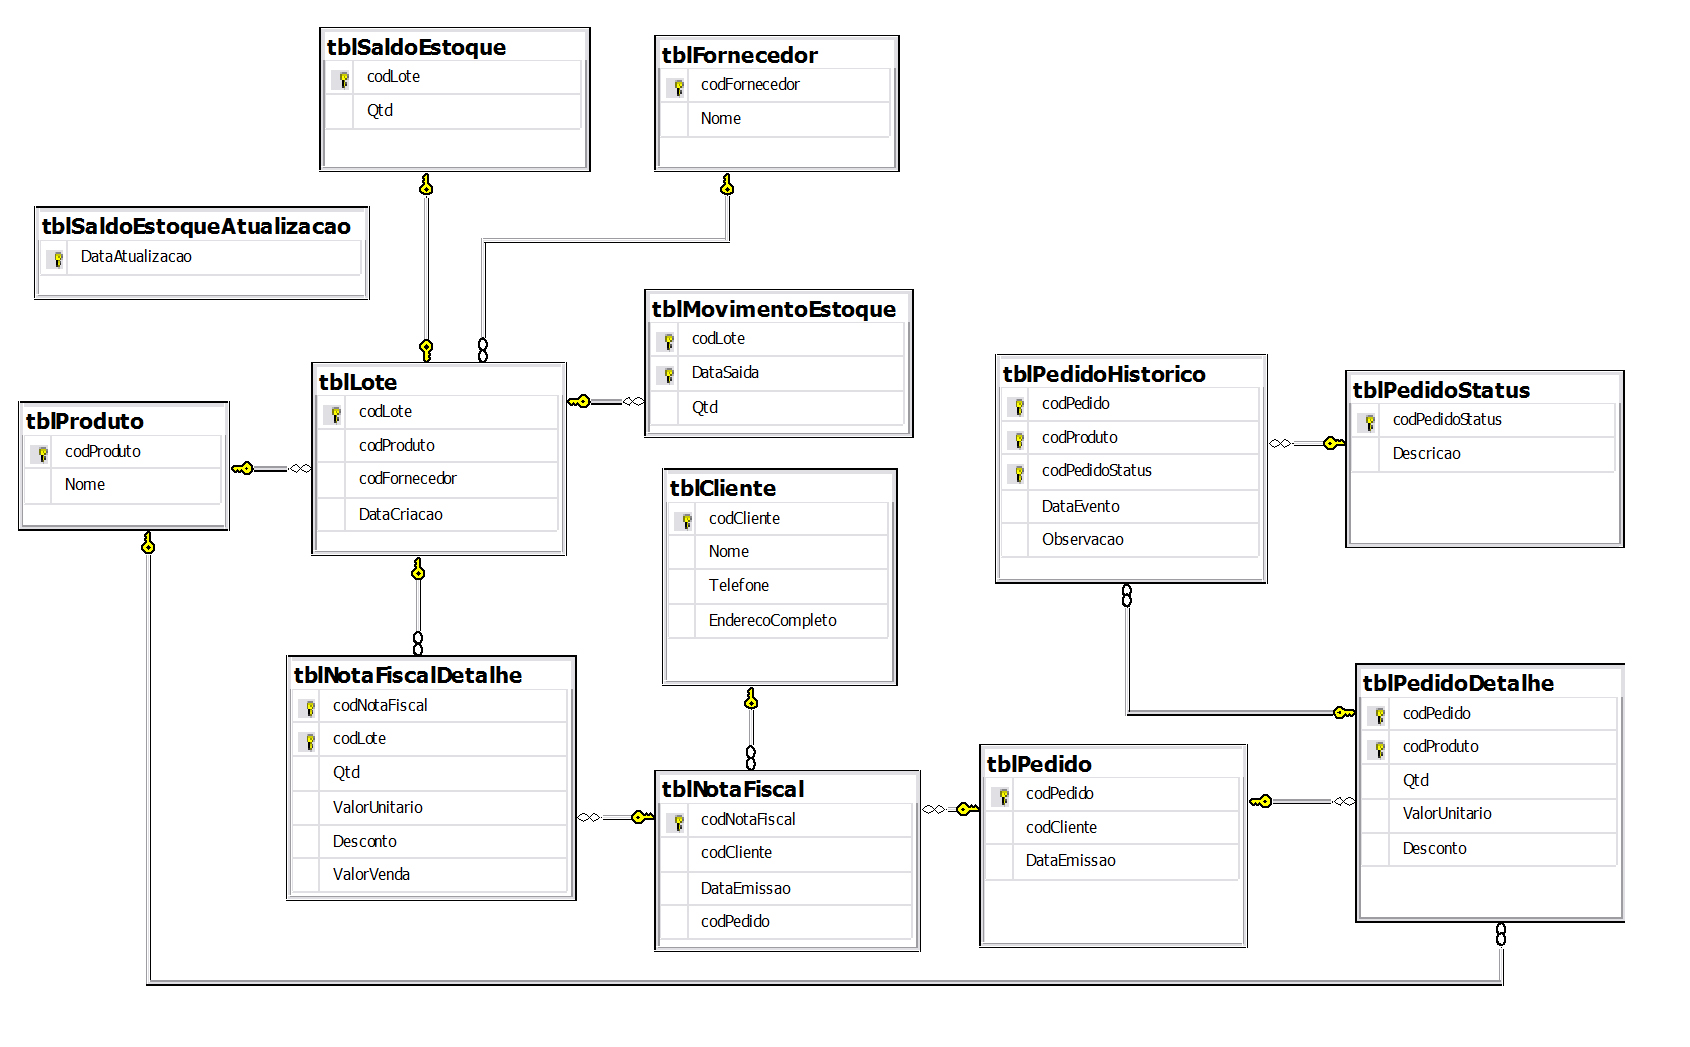 tblSaldoEstoque
codLote
Qtd
tblFornecedor
codFornecedor
Nome
tblSaldoEstoqueAtualizacao
DataAtualizacao
tblMovimentoEstoque
codLote
DataSaida
Qtd
tblLote
codLote
codProduto
codFornecedor
DataCriacao
tblProduto
codProduto
Nome
tblPedidoHistorico
codPedido
codProduto
codPedidoStatus
DataEvento
Observacao
tblPedidoStatus
codPedidoStatus
Descricao
tblCliente
codCliente
Nome
Telefone
EnderecoCompleto
tblNotaFiscalDetalhe
codNotaFiscal
codLote
Qtd
ValorUnitario
Desconto
ValorVenda
tblNotaFiscal
codNotaFiscal
codCliente
DataEmissao
codPedido
tblPedido
codPedido
codCliente
DataEmissao
tblPedidoDetalhe
codPedido
codProduto
Qtd
ValorUnitario
Desconto